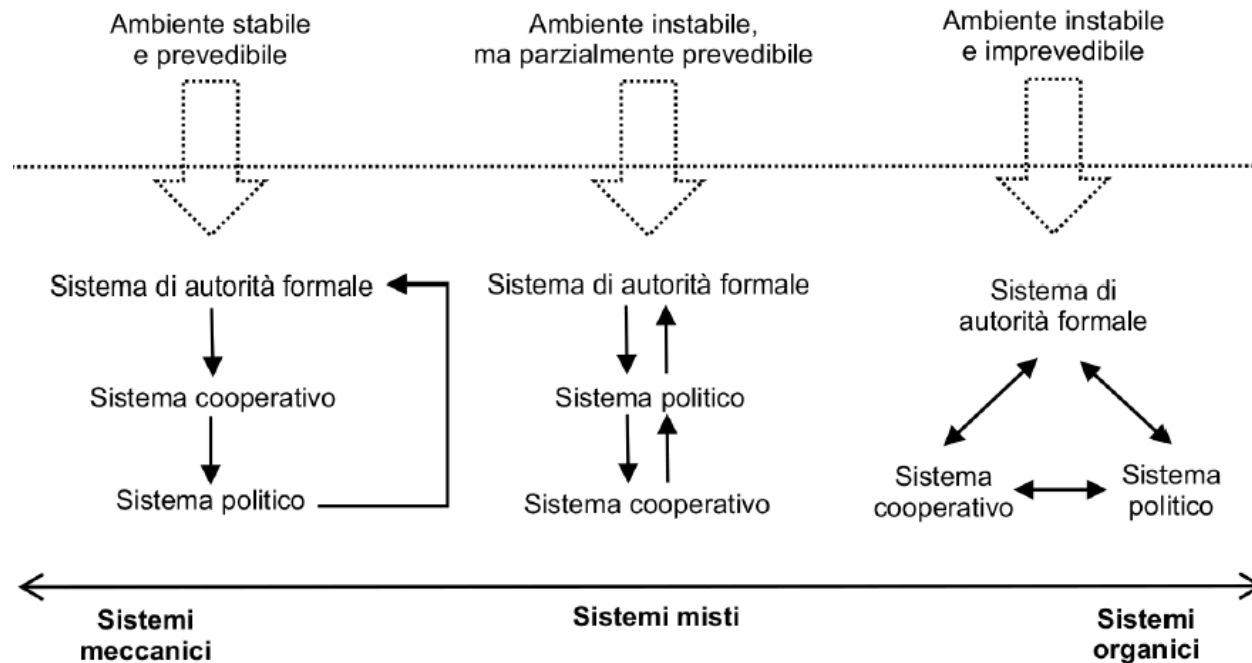 Ambiente stabile
e prevedibile
Ambiente instabile,
ma parzialmente prevedibile
Ambiente instabile
e imprevedibile
Sistema di autorità formale
Sistema cooperativo
Sistema politico
Sistema di autorità formale
Sistema politico
Sistema cooperativo
Sistema di
autorità formale
Sistema
cooperativo
Sistema
politico
Sistemi
meccanici
Sistemi misti
Sistemi
organici